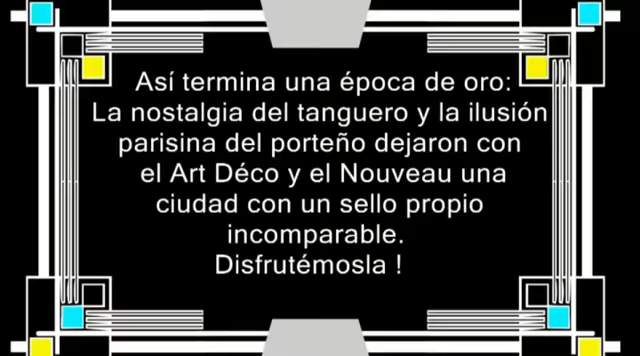 Así termina una época de oro:
La nostalgia del tanguero y la ilusión
parisina del porteño dejaron con
el Art Déco y el Nouveau una
ciudad con un sello propio
incomparable.
Disfrutémosla !